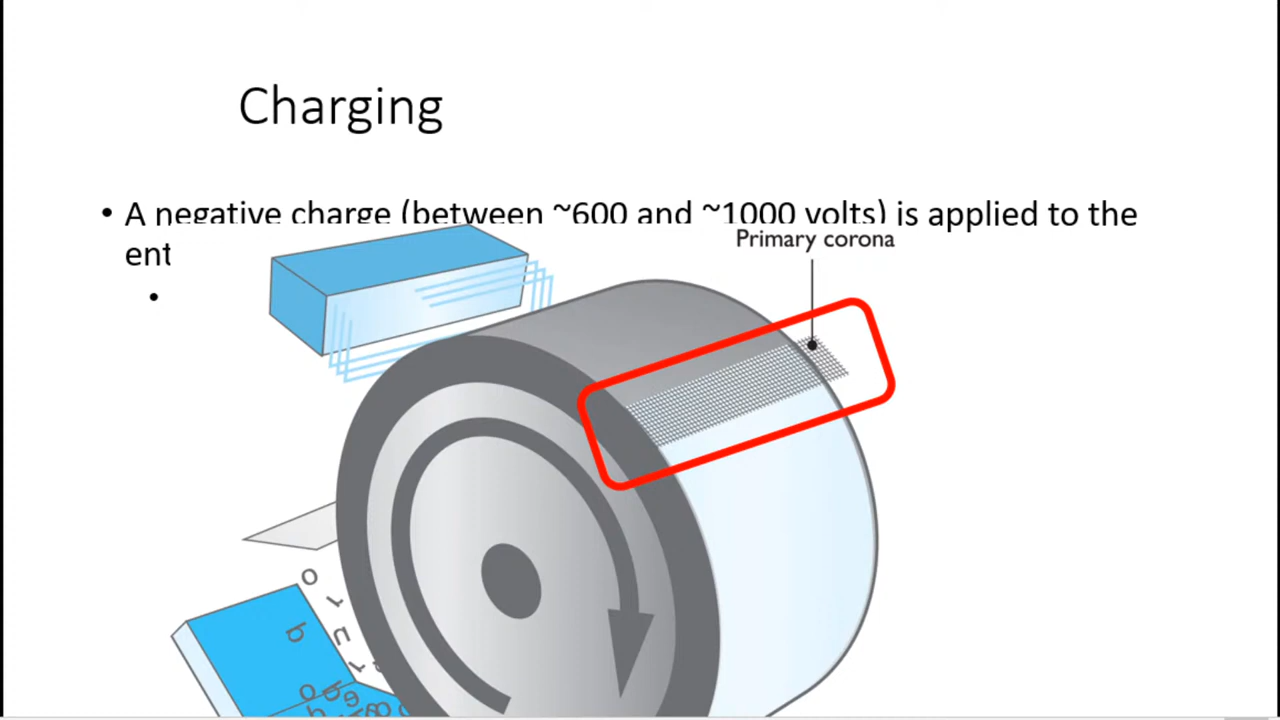 Charging
• A negative charge (between ~600 and ~1000 volts) is applied to the
ent
•
Primary corona